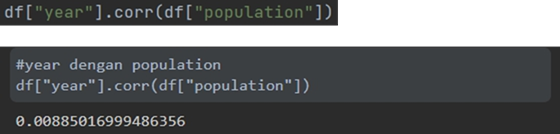 df["year"].corr(df["population"])
#year dengan population
df["year"].corr(df["population"])
0.00885016999486356